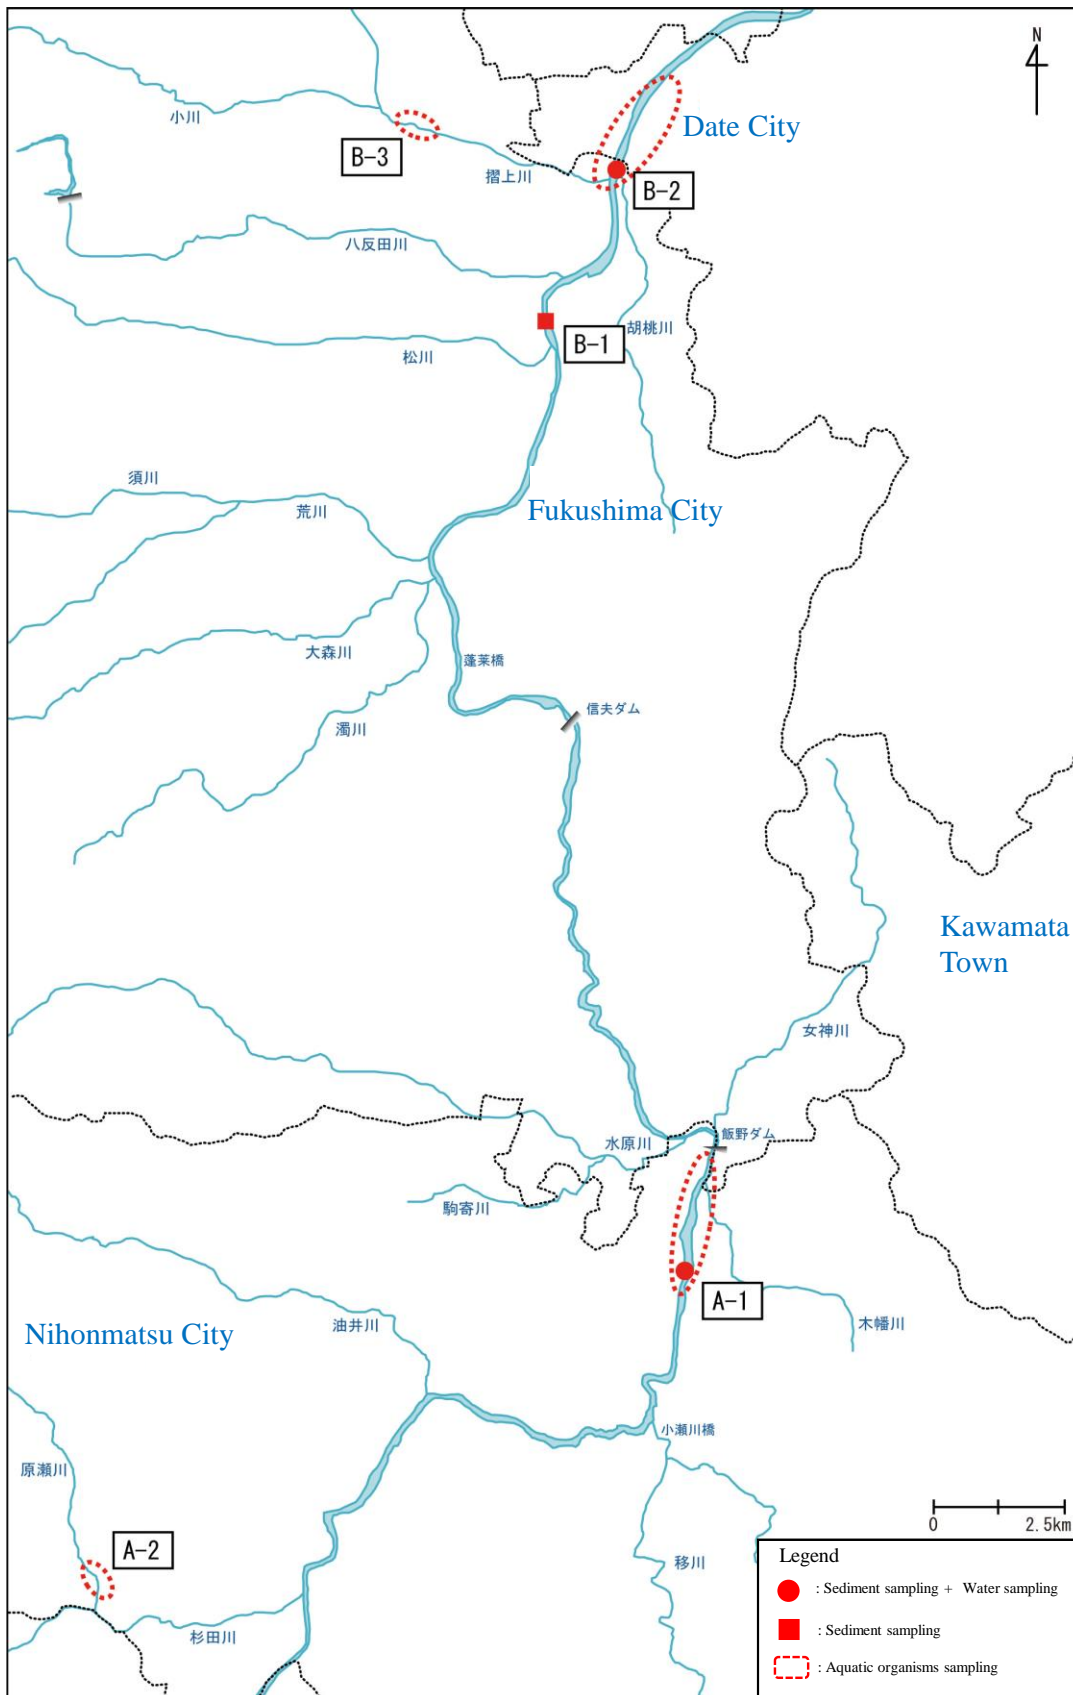 N
小川
Date City
B-3
摺上川
B-2
八反田川
胡桃川
B-1
松川
須川
荒川
Fukushima City
大森川
蓬莱橋
信夫ダム
濁川
Kawamata
Town
女神川
飯野ダム
水原川
駒寄川
A-1
木幡川
Nihonmatsu City
油井川
小瀬川橋
原瀬川
0 2.5km
A-2
移川
杉田川
Legend
: Sediment sampling + Water sampling
: Sediment sampling
: Aquatic organisms sampling